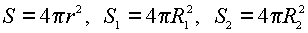 S = 4πr², S₁ = 4πR₁², S₂ = 4πR₂²